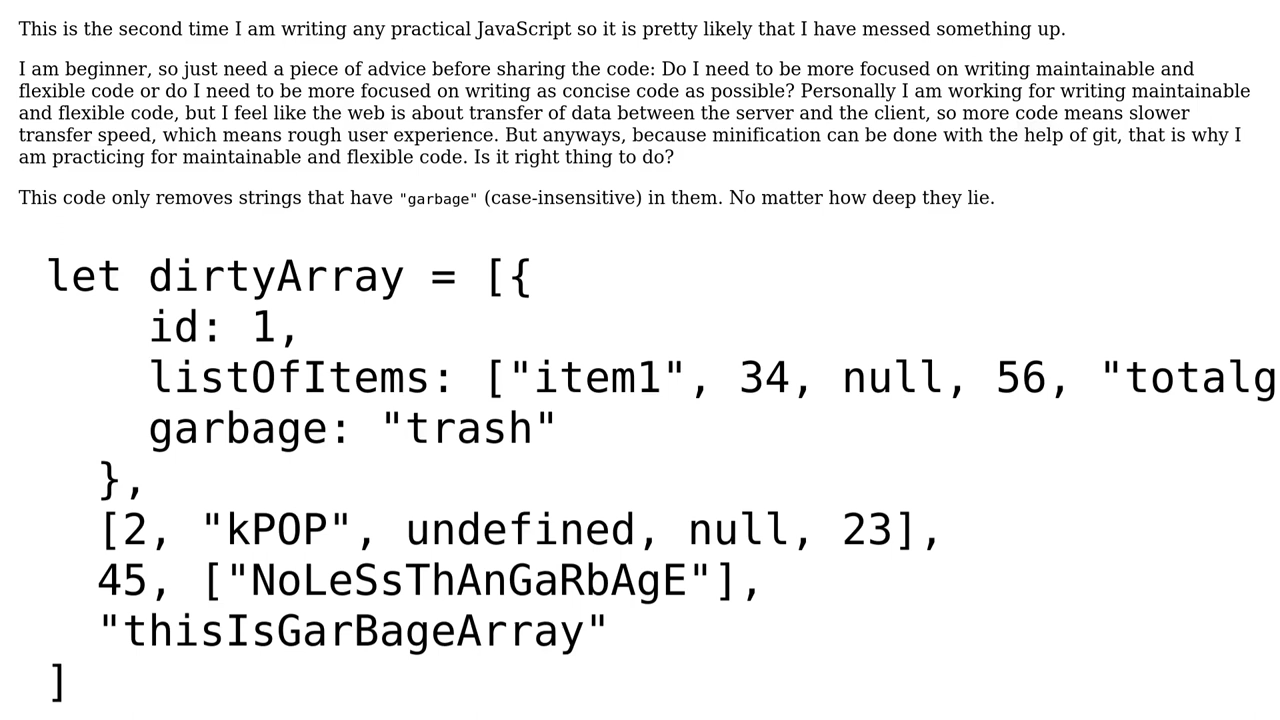 This is the second time I am writing any practical JavaScript so it is pretty likely that I have messed something up.
I am beginner, so just need a piece of advice before sharing the code: Do I need to be more focused on writing maintainable and
flexible code or do I need to be more focused on writing as concise code as possible? Personally I am working for writing maintainable
and flexible code, but I feel like the web is about transfer of data between the server and the client, so more code means slower
transfer speed, which means rough user experience. But anyways, because minification can be done with the help of git, that is why I
am practicing for maintainable and flexible code. Is it right thing to do?
This code only removes strings that have "garbage" (case-insensitive) in them. No matter how deep they lie.
let dirtyArray = [{
    id: 1,
    listOfItems: ["item1", 34, null, 56, "totalg
    garbage: "trash"
  },
  [2, "kPOP", undefined, null, 23],
  45, ["NoLeSsThAnGaRbAgE"],
  "thisIsGarBageArray"
]